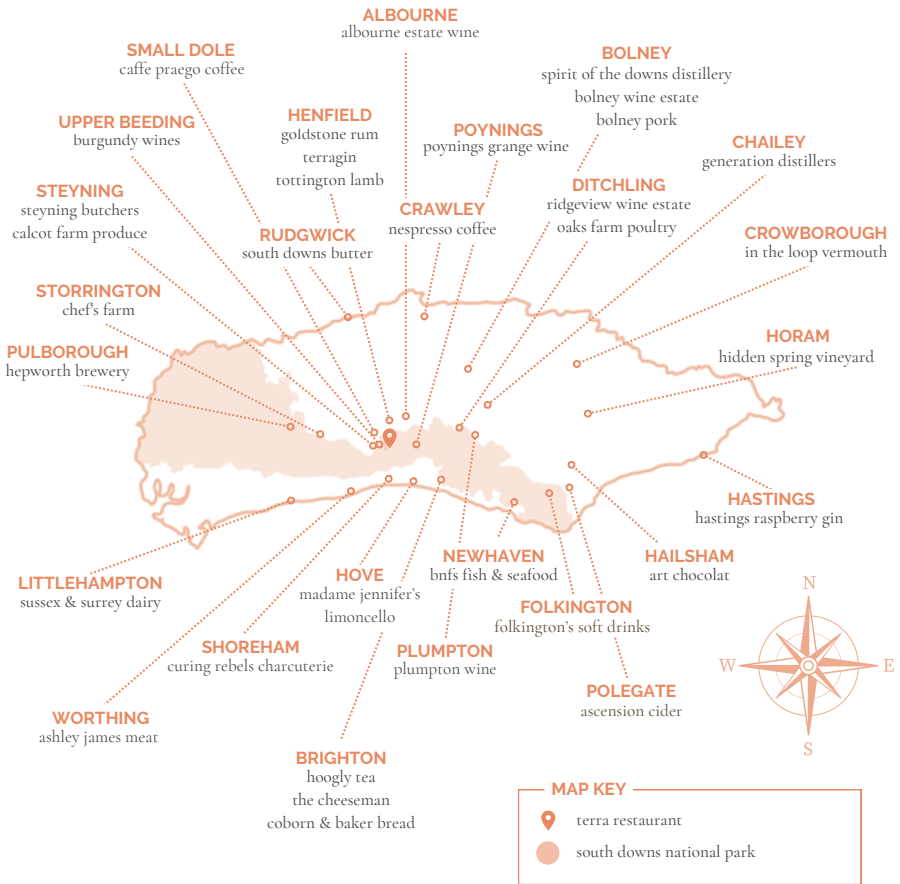 ALBOURNE
albourne estate wine
SMALL DOLE
caffe praego coffee
BOLNEY
spirit of the downs distillery
bolney wine estate
bolney pork
UPPER BEEDING
burgundy wines
HENFIELD
goldstone rum
terragin
tottington lamb
POYNINGS
poynings grange wine
CHAILEY
generation distillers
STEYNING
steyning butchers
calcot farm produce
DITCHLING
ridgeview wine estate
oaks farm poultry
CRAWLEY
nespresso coffee
RUDGWICK
south downs butter
CROWBOROUGH
in the loop vermouth
STORRINGTON
chef's farm
HORAM
hidden spring vineyard
PULBOROUGH
hepworth brewery
HASTINGS
hastings raspberry gin
NEWHAVEN
bnfs fish & seafood
HAILSHAM
art chocolat
LITTLEHAMPTON
sussex & surrey dairy
HOVE
madame jennifer's
limoncello
FOLKINGTON
folkington's soft drinks
SHOREHAM
curing rebels charcuterie
PLUMPTON
plumpton wine
POLEGATE
ascension cider
WORTHING
ashley james meat
BRIGHTON
hoogly tea
the cheeseman
coborn & baker bread
N
W
E
S
MAP KEY
terra restaurant
south downs national park